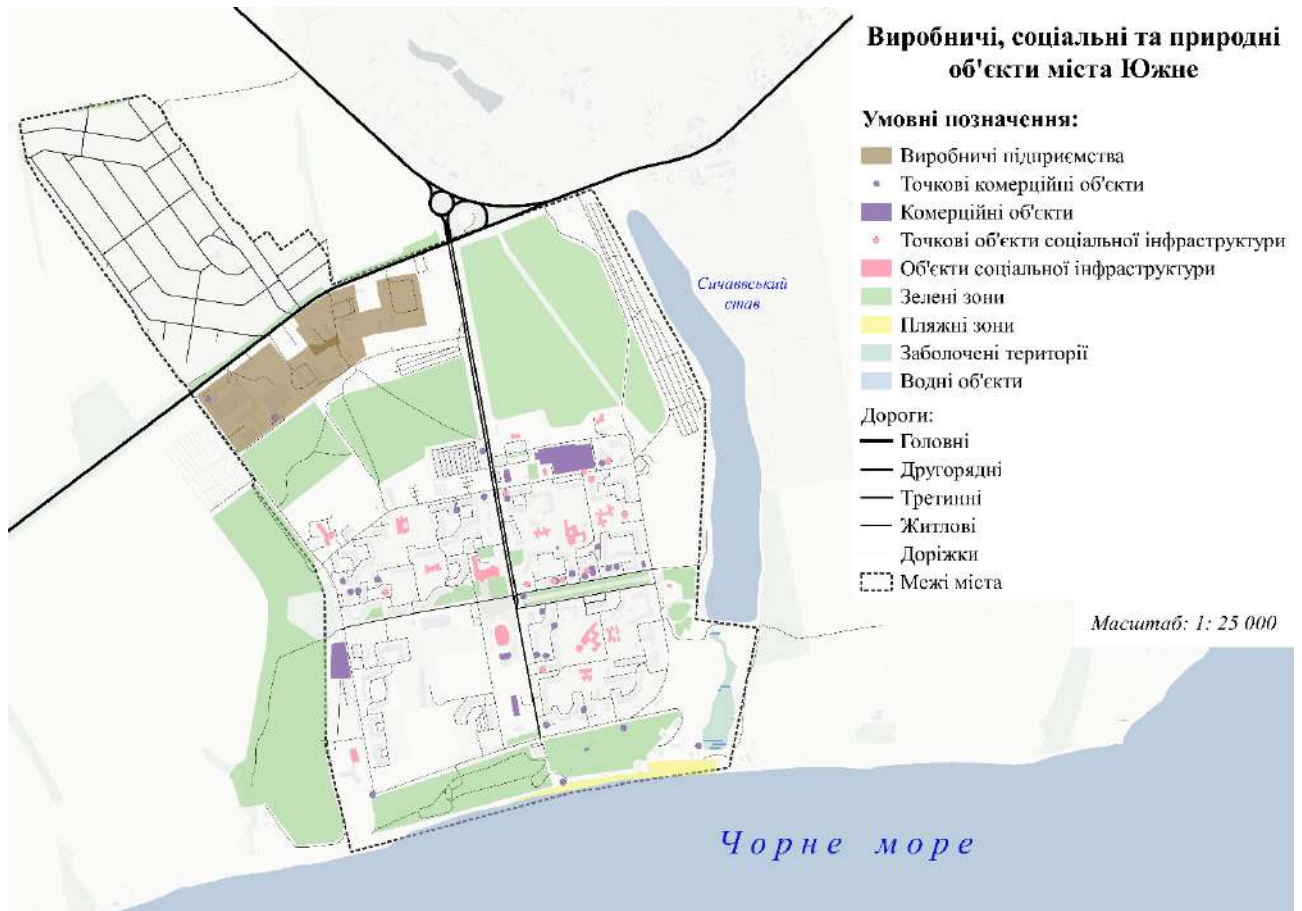 Виробничі, соціальні та природні
об'єкти міста Южне
Умовні позначення:
Виробничі підприємства
Точкові комерційні об'єкти
Комерційні об'єкти
Точкові об'єкти соціальної інфраструктури
Об'єкти соціальної інфраструктури
Зелені зони
Пляжні зони
Заболочені території
Водні об'єкти
Дороги:
Головні
Другорядні
Третинні
Житлові
Доріжки
Межі міста
Масштаб: 1: 25 000
Сичавський
став
Чорне море